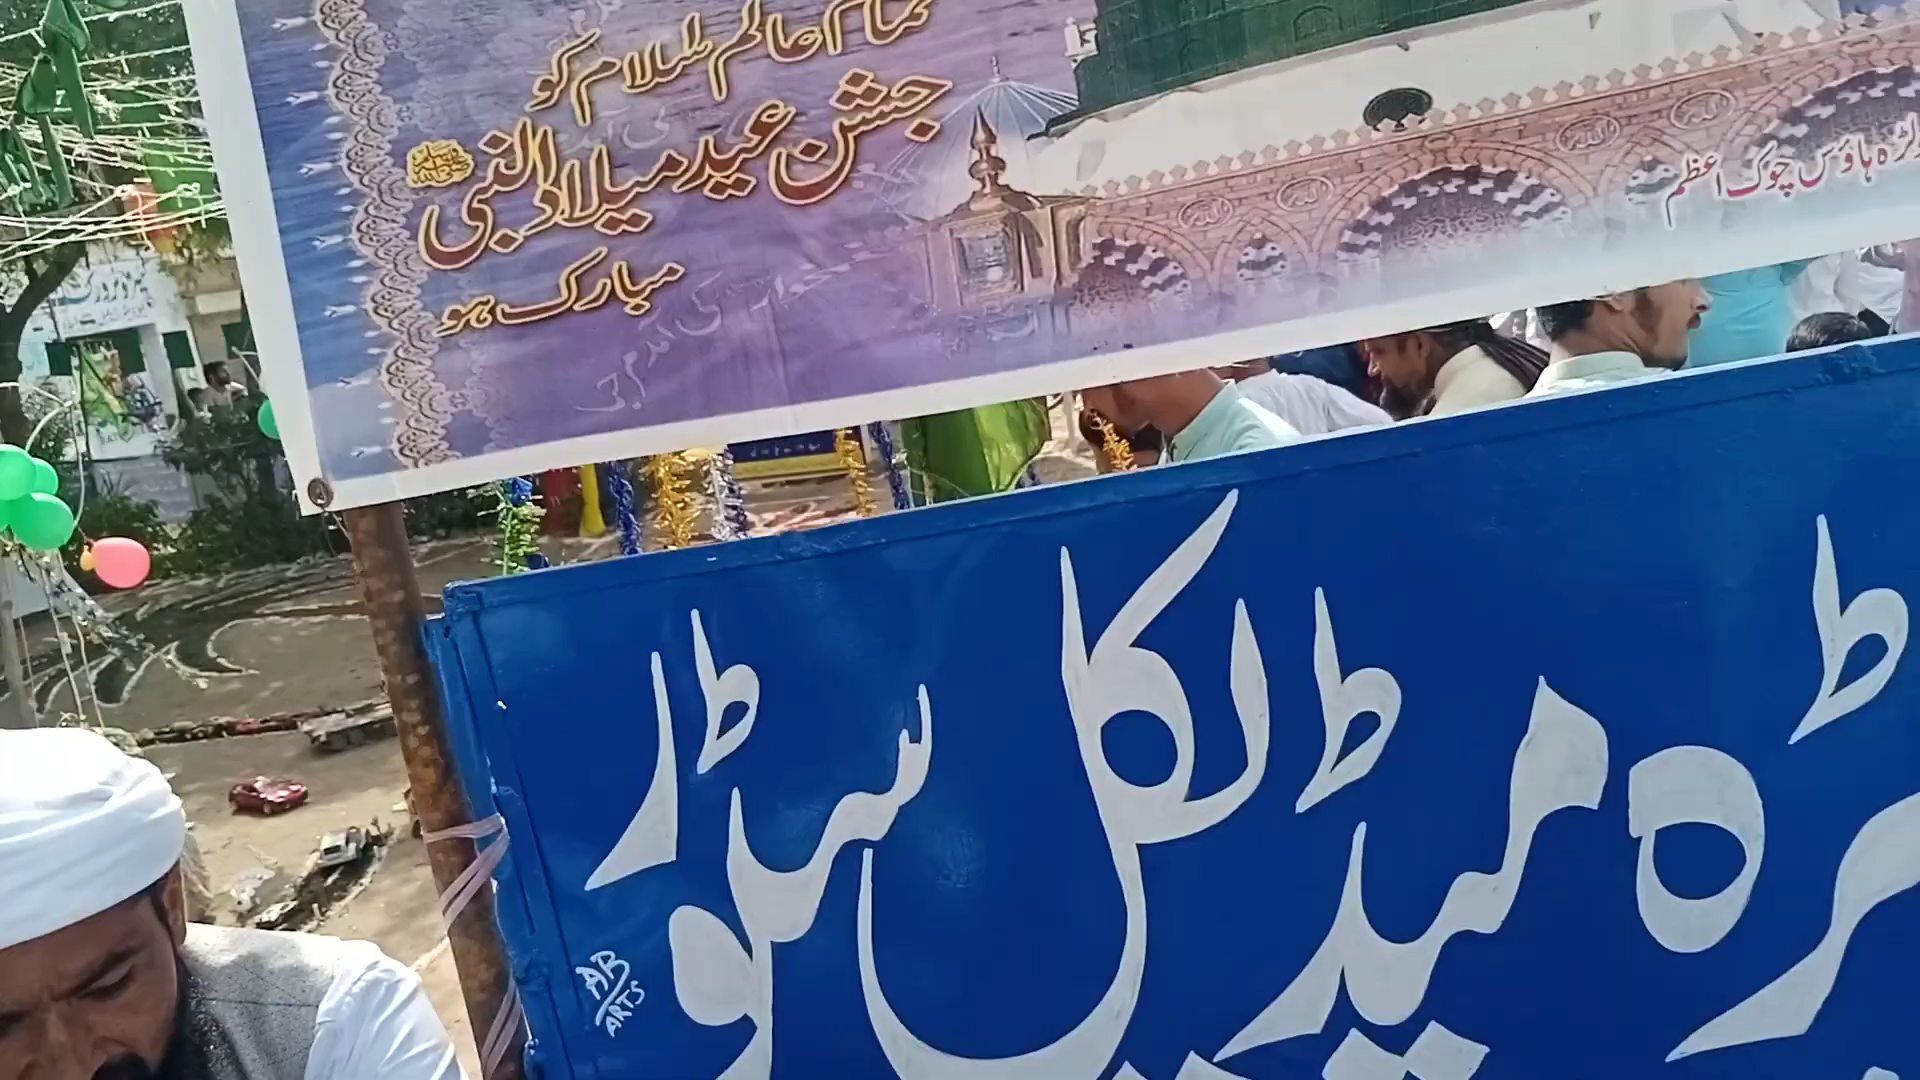 تمام عالم اسلام کو
جشن عید میلاد النبی ﷺ
مبارک ہو
ہاؤس چوک اعظم
میڈیکل سٹور
AB
ARTS